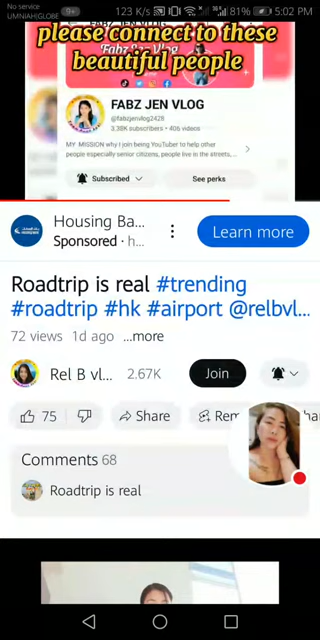 No service
UMNIAHIGLOBE
123 K/s
81%
5:02 PM
please connect to these
beautiful people
FABZ JEN VLOG
@fabzjenvlog2428
3.38K subscribers • 406 videos
MY MISSION why I join being YouTuber to help other
people especially senior citizens, people live in the streets,
Subscribed
See perks
Housing Ba...
Sponsored · h...
Learn more
Roadtrip is real #trending
#roadtrip #hk #airport @relbvl...
72 views 1d ago ...more
Rel B vl... 2.67K
Join
75
Share
Rem
Comments 68
Roadtrip is real